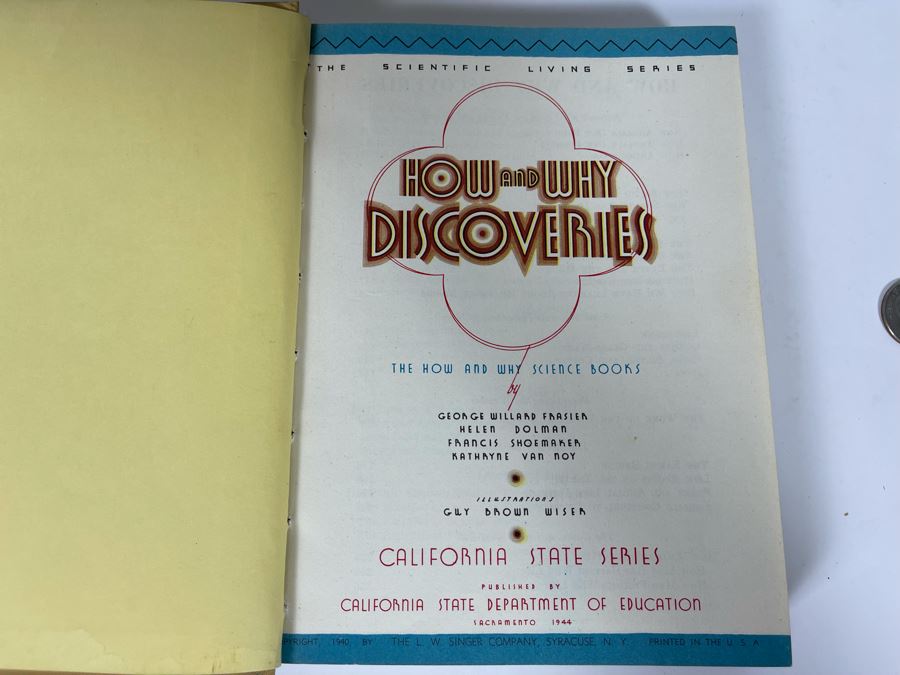 THE SCIENTIFIC LIVING SERIES
HOW AND WHY
DISCOVERIES
THE HOW AND WHY SCIENCE BOOKS
by
GEORGE WILLARD FRASIER
HELEN DOLMAN
FRANCIS SHOEMAKER
KATHRYNE VAN NOY
ILLUSTRATIONS
GUY BROWN WISER
CALIFORNIA STATE SERIES
PUBLISHED BY
CALIFORNIA STATE DEPARTMENT OF EDUCATION
SACRAMENTO 1944
PYRIGHT, 1940, BY THE L. W. SINGER COMPANY, SYRACUSE, N. Y. PRINTED IN THE U. S. A.